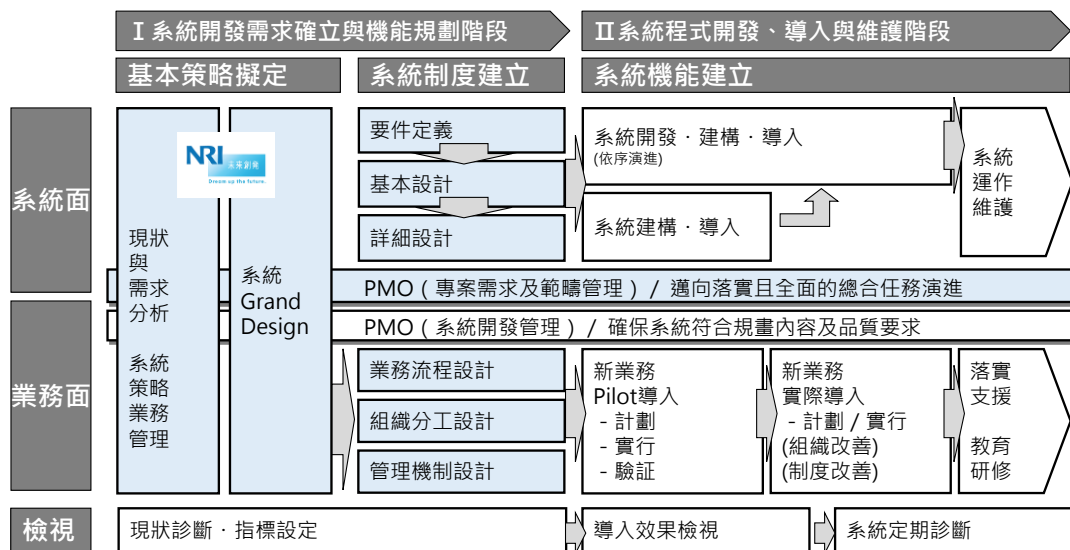 I 系統開發需求確立與機能規劃階段
II系統程式開發、導入與維護階段
基本策略擬定
系統制度建立
系統機能建立
系統面
NRI
未來創發
Dream up the future.
現狀
與
需求
分析
系統
策略
業務
管理
系統
Grand
Design
要件定義
基本設計
詳細設計
系統開發．建構．導入
(依序演進)
系統建構．導入
系統
運作
維護
PMO（專案需求及範疇管理）/ 邁向落實且全面的總合任務演進
PMO（系統開發管理）/ 確保系統符合規畫內容及品質要求
業務面
業務流程設計
組織分工設計
管理機制設計
新業務
Pilot導入
- 計劃
- 實行
- 驗証
新業務
實際導入
- 計劃 / 實行
(組織改善)
(制度改善)
落實
支援
教育
研修
檢視
現狀診斷．指標設定
導入效果檢視
系統定期診斷